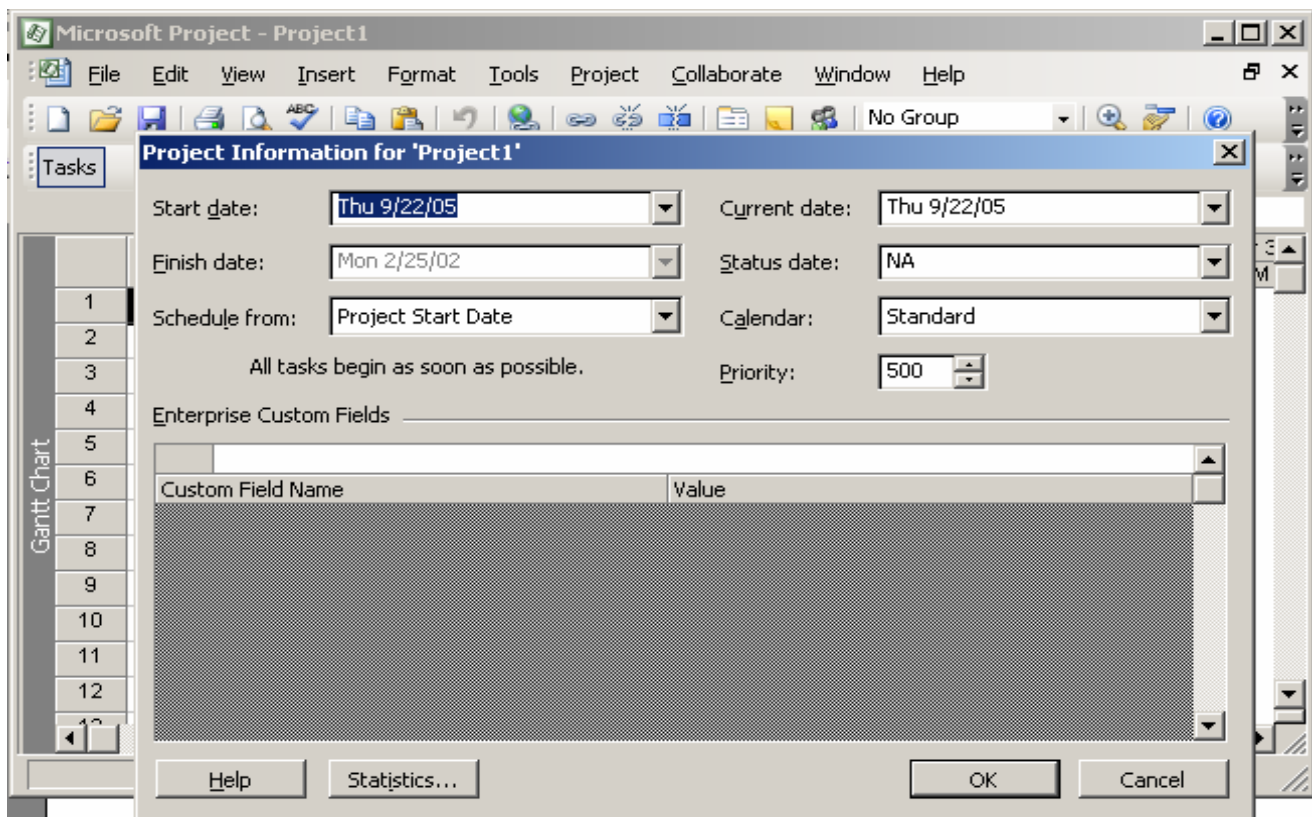 Microsoft Project - Project1
File Edit View Insert Format Tools Project Collaborate Window Help
ABC No Group
Tasks
Project Information for 'Project1'
Start date: Thu 9/22/05 Current date: Thu 9/22/05
Finish date: Mon 2/25/02 Status date: NA
Schedule from: Project Start Date Calendar: Standard
All tasks begin as soon as possible. Priority: 500
Enterprise Custom Fields
Custom Field Name Value
Gantt Chart
M
1
2
3
4
5
6
7
8
9
10
11
12
Help Statistics... OK Cancel